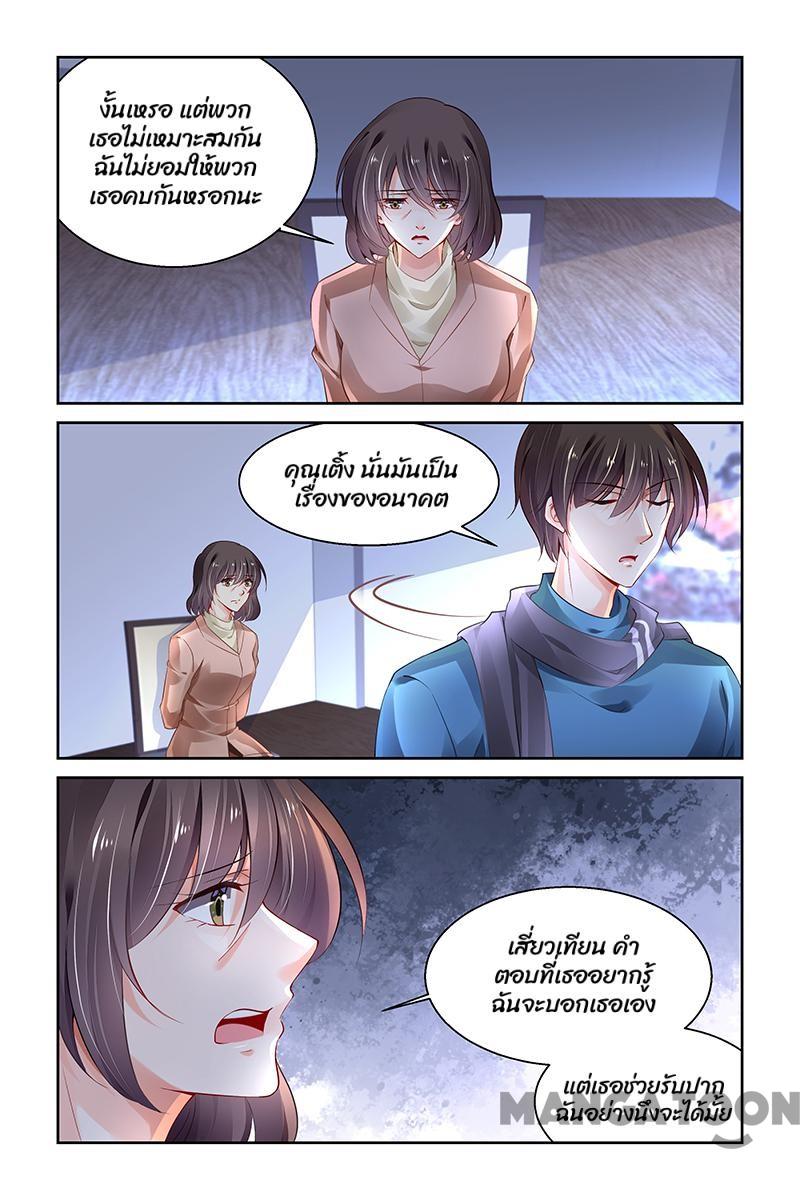 งั้นเหรอ แต่พวก
เธอไม่เหมาะสมกัน
ฉันไม่ยอมให้พวก
เธอคบกันหรอกนะ
คุณเติ้ง นั่นมันเป็น
เรื่องของอนาคต
เสี่ยวเทียน คำ
ตอบที่เธออยากรู้
ฉันจะบอกเธอเอง
แต่เธอช่วยรับปาก
ฉันอย่างนึงจะได้มั้ย
MANGATOON